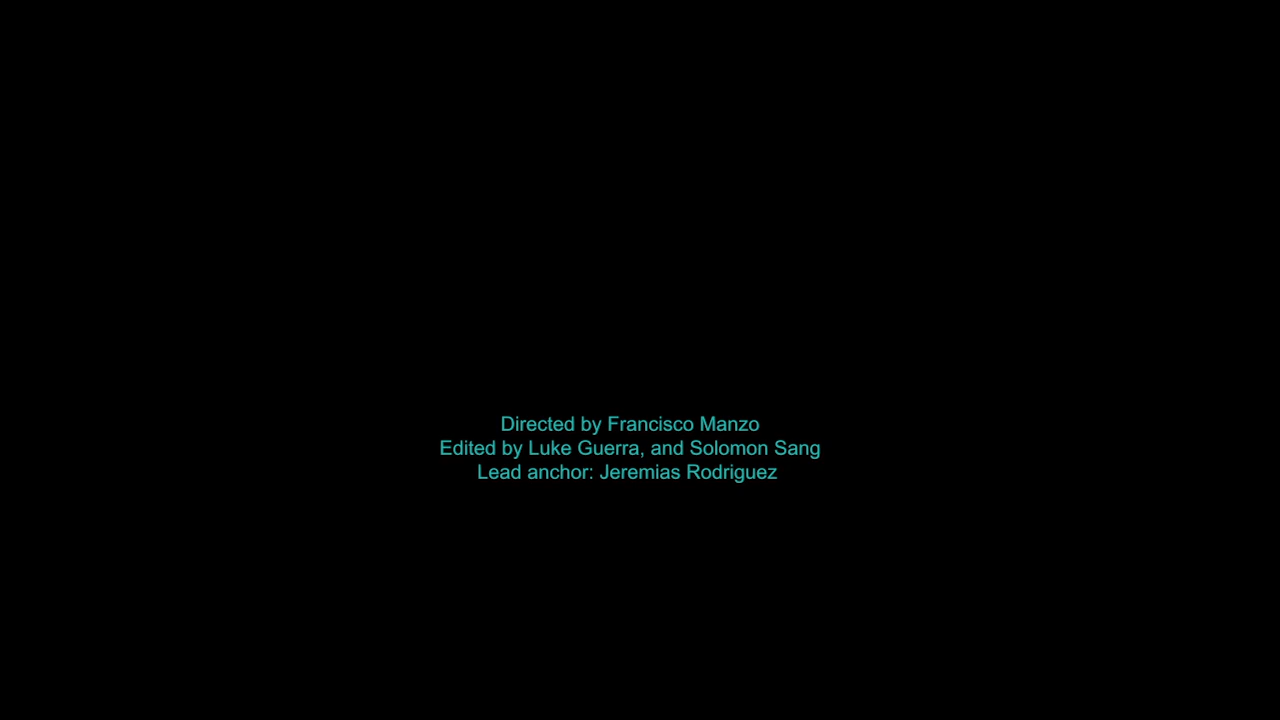 Directed by Francisco Manzo
Edited by Luke Guerra, and Solomon Sang
Lead anchor: Jeremias Rodriguez